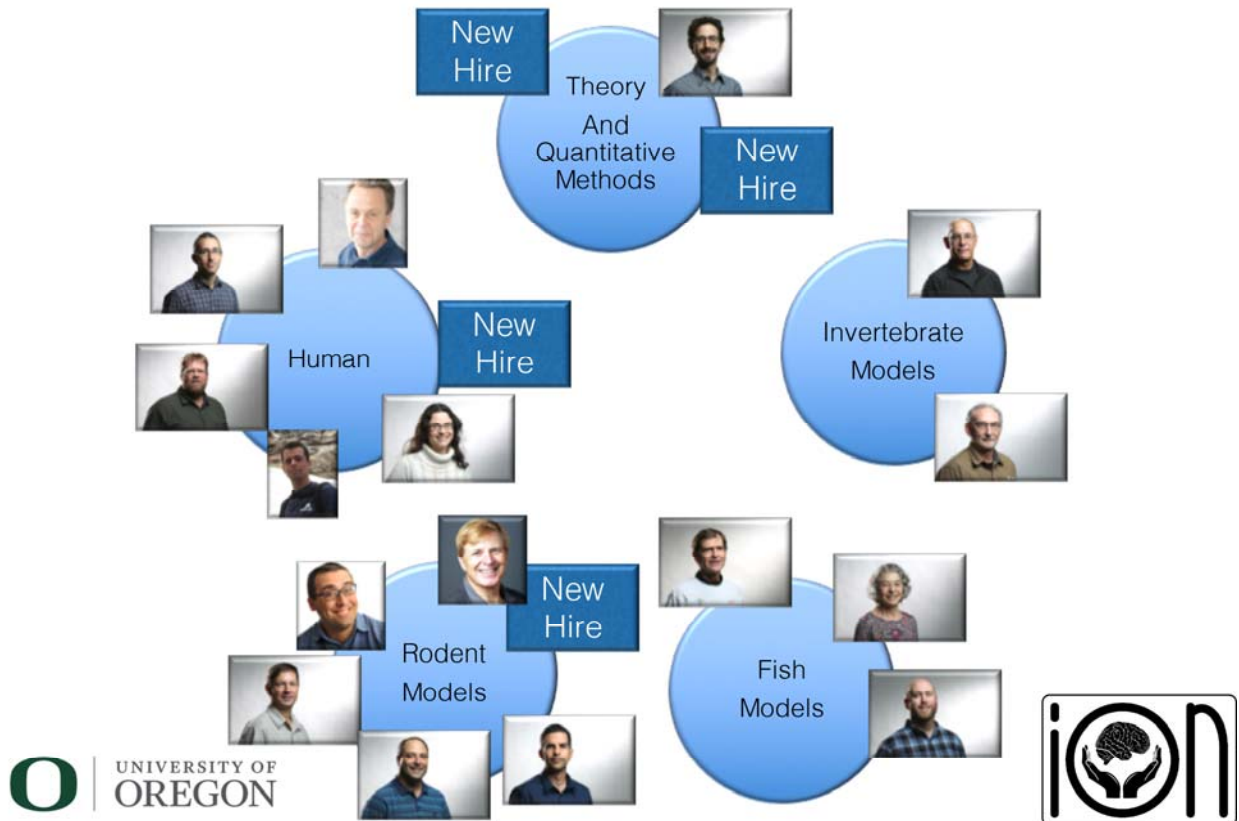 New
Hire
Theory
And
Quantitative
Methods
New
Hire
Human
New
Hire
Invertebrate
Models
Rodent
Models
New
Hire
Fish
Models
O
UNIVERSITY OF
OREGON
ion